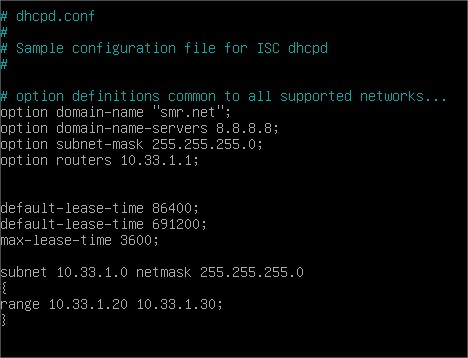 # dhcpd.conf
#
# Sample configuration file for ISC dhcpd
#
# option definitions common to all supported networks...
option domain-name "smr.net";
option domain-name-servers 8.8.8.8;
option subnet-mask 255.255.255.0;
option routers 10.33.1.1;
default-lease-time 86400;
default-lease-time 691200;
max-lease-time 3600;
subnet 10.33.1.0 netmask 255.255.255.0
{
range 10.33.1.20 10.33.1.30;
}